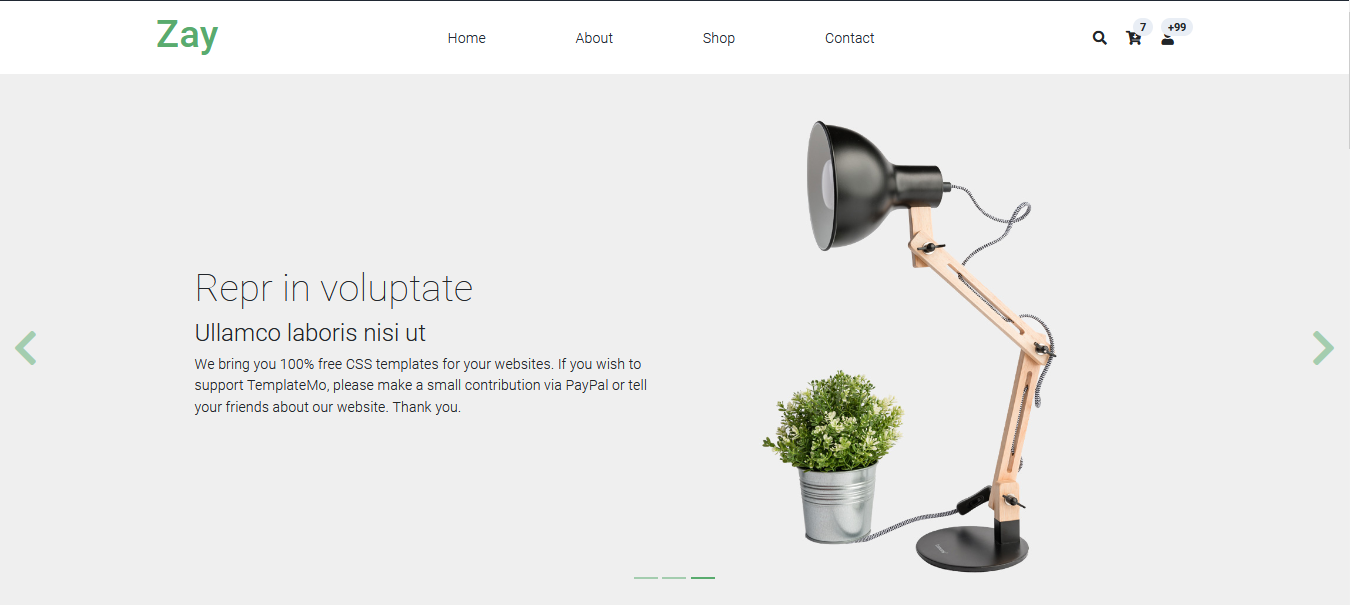 Zay
Home About Shop Contact
7 +99
Repr in voluptate
Ullamco laboris nisi ut
We bring you 100% free CSS templates for your websites. If you wish to
support TemplateMo, please make a small contribution via PayPal or tell
your friends about our website. Thank you.